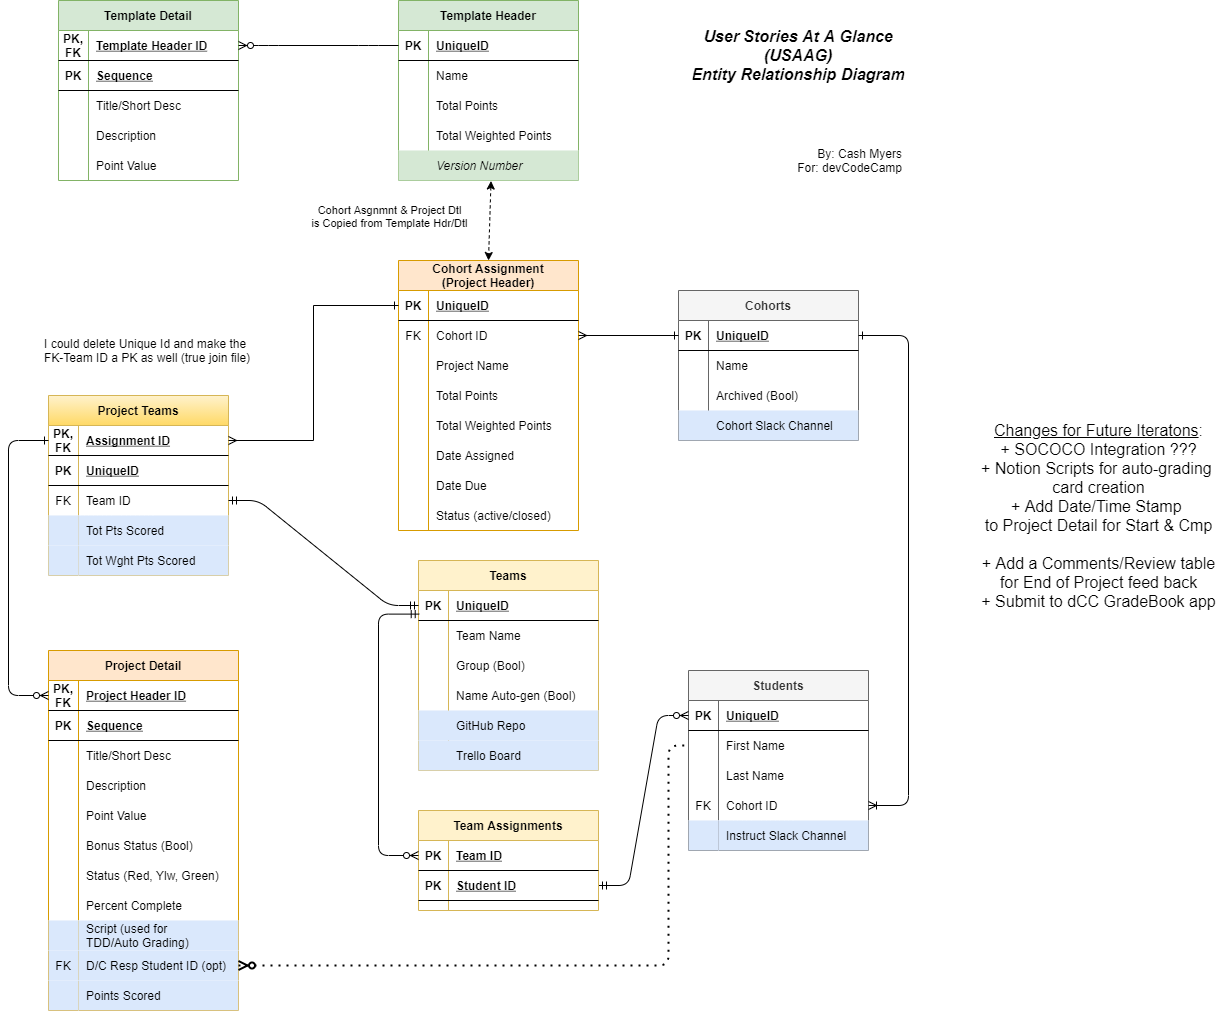 Template Detail
PK,
FK
Template Header ID
PK
Sequence
Title/Short Desc
Description
Point Value
Template Header
PK
UniqueID
Name
Total Points
Total Weighted Points
Version Number
User Stories At A Glance
(USAAG)
Entity Relationship Diagram
By: Cash Myers
For: devCodeCamp
Cohort Asgnmnt & Project Dtl
is Copied from Template Hdr/Dtl
Cohort Assignment
(Project Header)
PK
UniqueID
FK
Cohort ID
Project Name
Total Points
Total Weighted Points
Date Assigned
Date Due
Status (active/closed)
Cohorts
PK
UniqueID
Name
Archived (Bool)
Cohort Slack Channel
I could delete Unique Id and make the
FK-Team ID a PK as well (true join file)
Project Teams
PK,
FK
Assignment ID
PK
UniqueID
FK
Team ID
Tot Pts Scored
Tot Wght Pts Scored
Changes for Future Iteratons:
+ SOCOCO Integration ???
+ Notion Scripts for auto-grading
card creation
+ Add Date/Time Stamp
to Project Detail for Start & Cmp
+ Add a Comments/Review table
for End of Project feed back
+ Submit to dCC GradeBook app
Teams
PK
UniqueID
Team Name
Group (Bool)
Name Auto-gen (Bool)
GitHub Repo
Trello Board
Project Detail
PK,
FK
Project Header ID
PK
Sequence
Title/Short Desc
Description
Point Value
Bonus Status (Bool)
Status (Red, Ylw, Green)
Percent Complete
Script (used for
TDD/Auto Grading)
FK
D/C Resp Student ID (opt)
Points Scored
Students
PK
UniqueID
First Name
Last Name
FK
Cohort ID
Instruct Slack Channel
Team Assignments
PK
Team ID
PK
Student ID